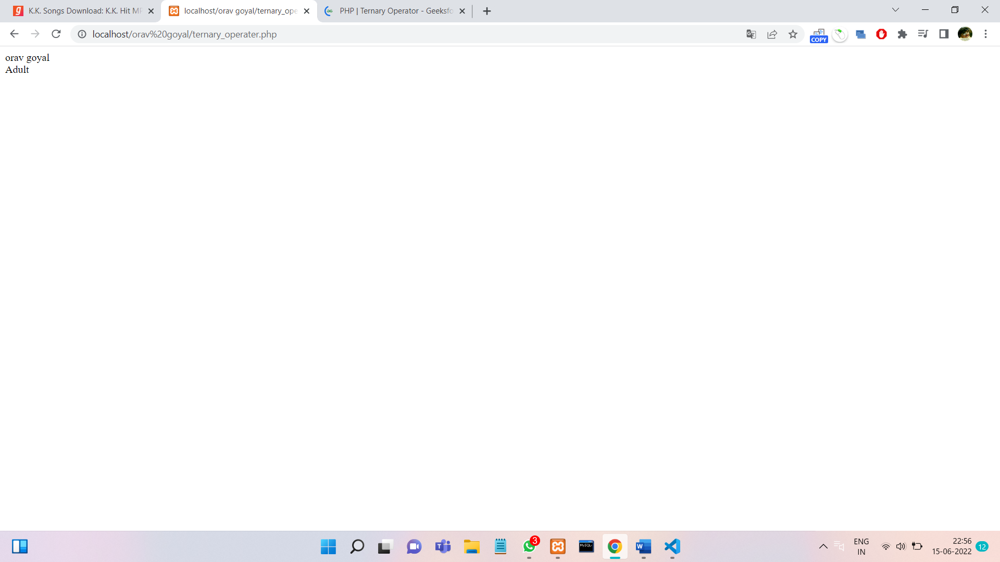 K.K. Songs Download: K.K. Hit MP
localhost/orav goyal/ternary_ope
PHP | Ternary Operator - Geeksfo
localhost/orav%20goyal/ternary_operater.php
COPY
orav goyal
Adult
3
MySQL
ENG
IN
22:56
15-06-2022
12